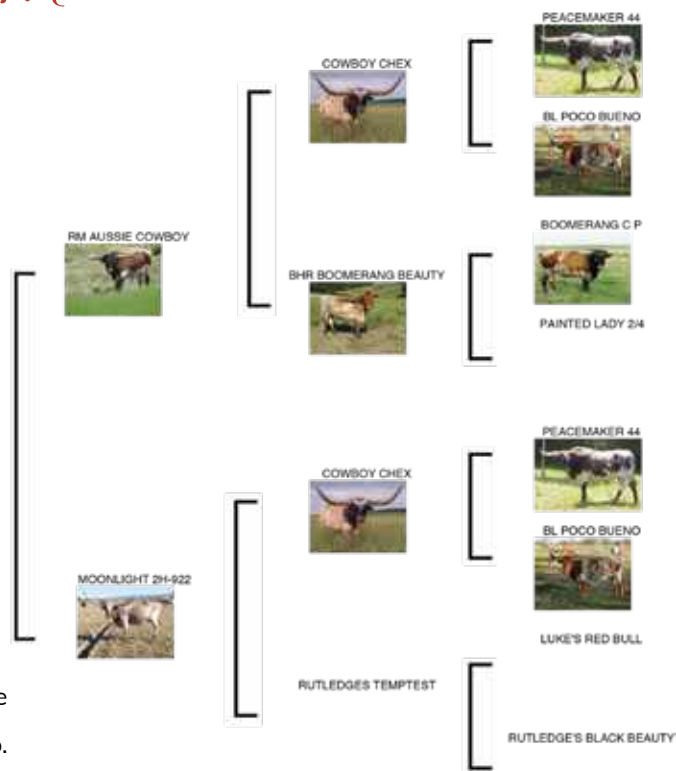 PEACEMAKER 44
COWBOY CHEX
BL POCO BUENO
RM AUSSIE COWBOY
BOOMERANG C P
BHR BOOMERANG BEAUTY
PAINTED LADY 2/4
PEACEMAKER 44
COWBOY CHEX
BL POCO BUENO
MOONLIGHT 2H-922
LUKE'S RED BULL
RUTLEDGES TEMPTEST
RUTLEDGE'S BLACK BEAUTY